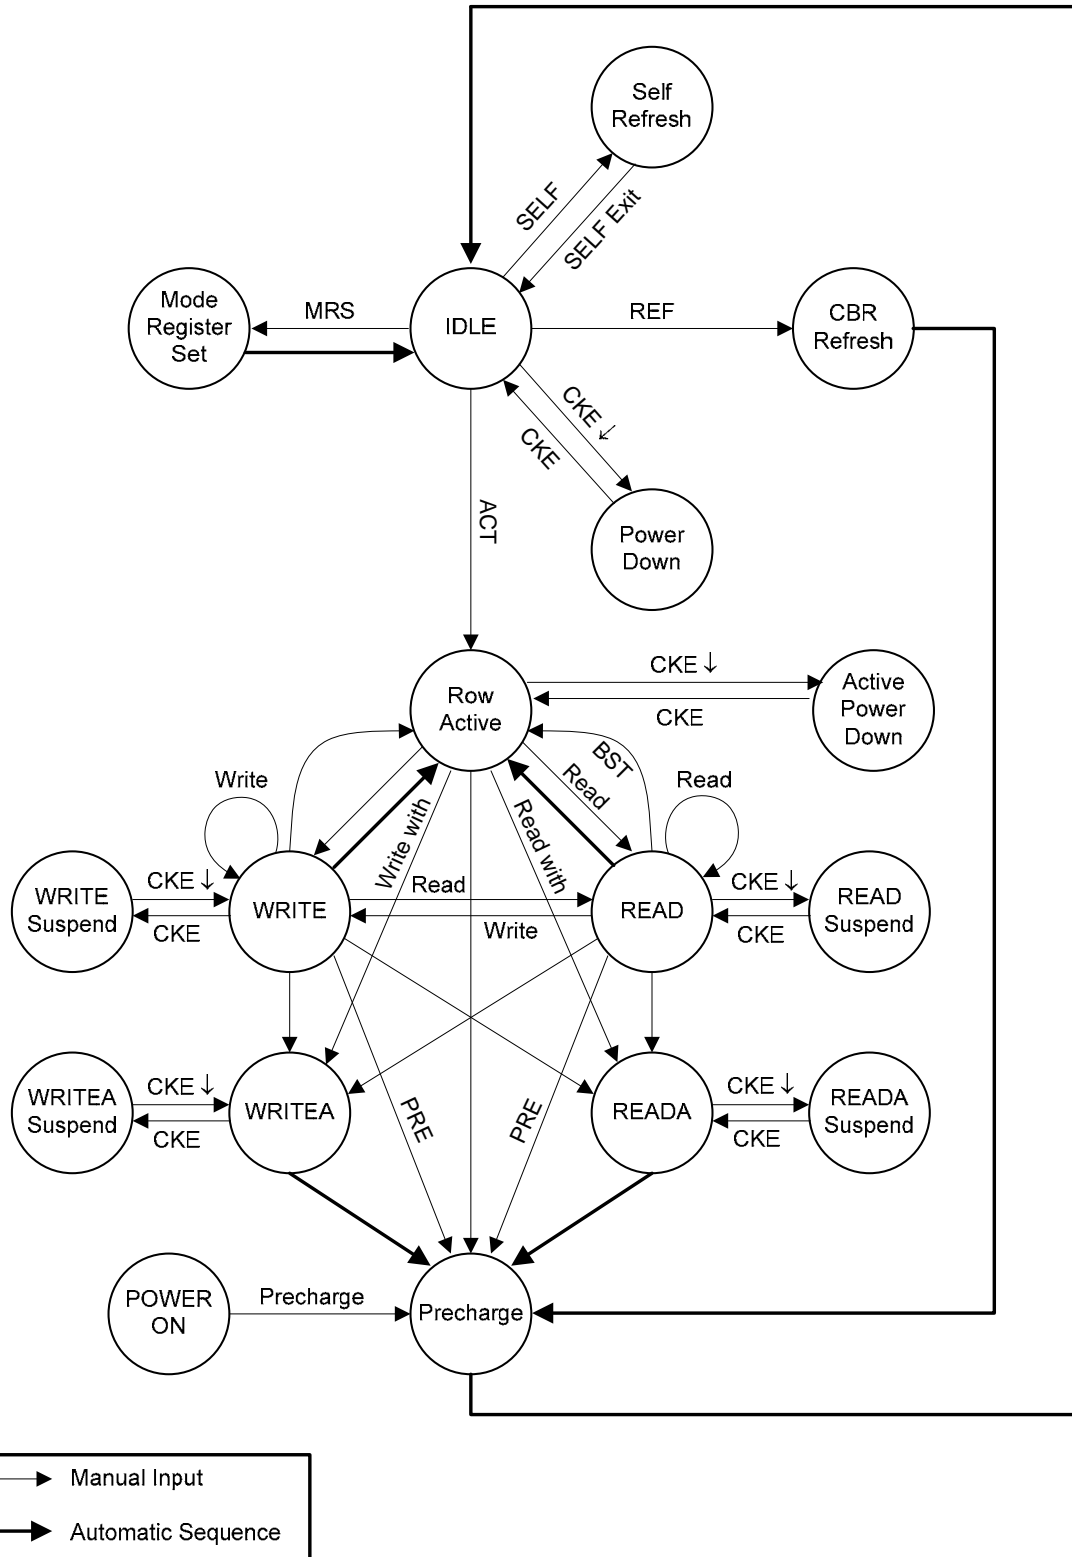 Self
Refresh
SELF
SELF Exit
Mode
Register
Set
MRS
IDLE
REF
CBR
Refresh
CKE ↓
CKE
Power
Down
ACT
Row
Active
CKE ↓
CKE
Active
Power
Down
BST
Read
Write
Read
Write with
Read with
WRITE
Suspend
CKE ↓
CKE
WRITE
Read
Write
READ
CKE ↓
CKE
READ
Suspend
WRITEA
Suspend
CKE ↓
CKE
WRITEA
PRE
PRE
READA
CKE ↓
CKE
READA
Suspend
POWER
ON
Precharge
Precharge
Manual Input
Automatic Sequence